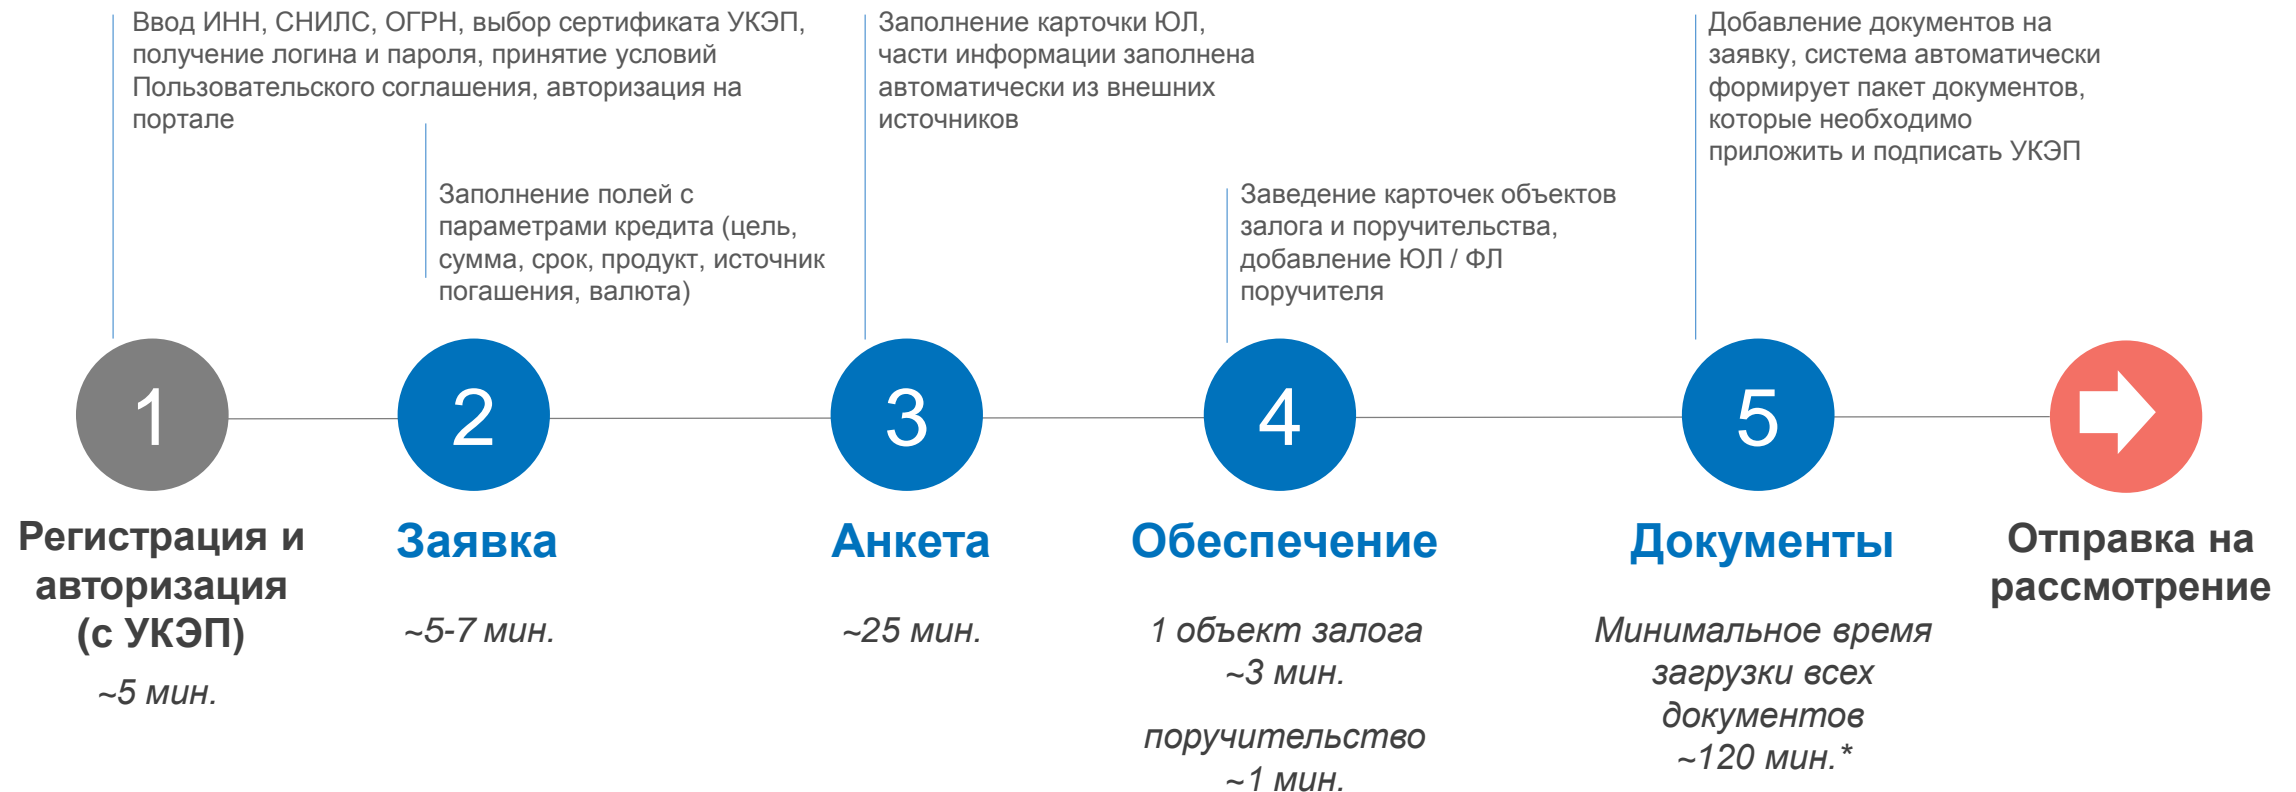 Ввод ИНН, СНИЛС, ОГРН, выбор сертификата УКЭП,
получение логина и пароля, принятие условий
Пользовательского соглашения, авторизация на
портале
Заполнение полей с
параметрами кредита (цель,
сумма, срок, продукт, источник
погашения, валюта)
Заполнение карточки ЮЛ,
части информации заполнена
автоматически из внешних
источников
Заведение карточек объектов
залога и поручительства,
добавление ЮЛ / ФЛ
поручителя
Добавление документов на
заявку, система автоматически
формирует пакет документов,
которые необходимо
приложить и подписать УКЭП
1
2
3
4
5
Регистрация и
авторизация
(с УКЭП)
~5 мин.
Заявка
~5-7 мин.
Анкета
~25 мин.
Обеспечение
1 объект залога
~3 мин.
поручительство
~1 мин.
Документы
Минимальное время
загрузки всех
документов
~120 мин.*
Отправка на
рассмотрение